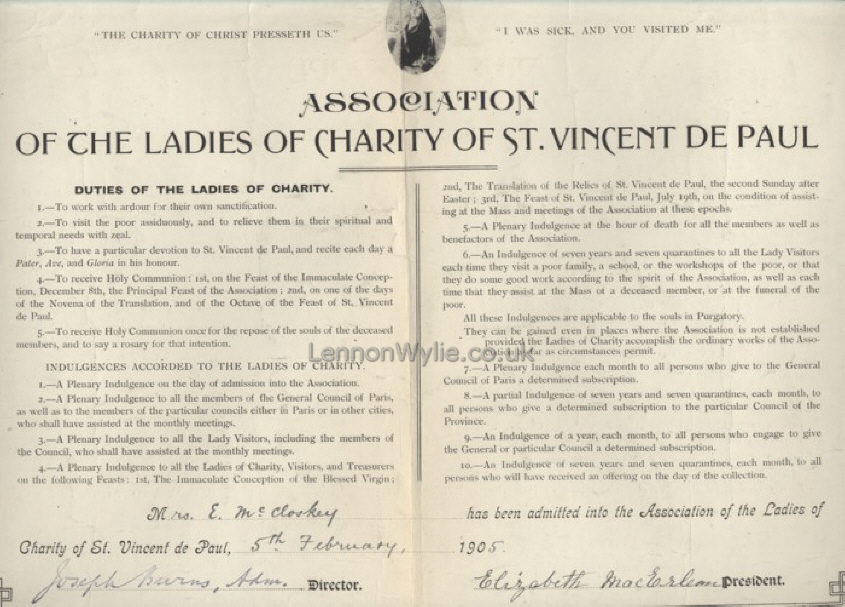 "THE CHARITY OF CHRIST PRESSETH US."
"I WAS SICK, AND YOU VISITED ME."
ASSOCIATION
OF THE LADIES OF CHARITY OF ST. VINCENT DE PAUL
DUTIES OF THE LADIES OF CHARITY.
1.—To work with ardour for their own sanctification.
2.—To visit the poor assiduously, and to relieve them in their spiritual and
temporal needs with zeal.
3.—To have a particular devotion to St. Vincent de Paul, and recite each day a
Pater, Ave, and Gloria in his honour.
4.—To receive Holy Communion: 1st, on the Feast of the Immaculate Concep-
tion, December 8th, the Principal Feast of the Association; 2nd, on one of the days
of the Novena of the Translation, and of the Octave of the Feast of St. Vincent
de Paul.
5.—To receive Holy Communion once for the repose of the souls of the deceased
members, and to say a rosary for that intention.
INDULGENCES ACCORDED TO THE LADIES OF CHARITY.
1.—A Plenary Indulgence on the day of admission into the Association.
2.—A Plenary Indulgence to all the members of the General Council of Paris,
as well as to the members of the particular councils either in Paris or in other cities,
who shall have assisted at the monthly meetings.
3.—A Plenary Indulgence to all the Lady Visitors, including the members of
the Council, who shall have assisted at the monthly meetings.
4.—A Plenary Indulgence to all the Ladies of Charity, Visitors, and Treasurers
on the following Feasts: 1st, The Immaculate Conception of the Blessed Virgin;
2nd, The Translation of the Relics of St. Vincent de Paul, the second Sunday after
Easter; 3rd, The Feast of St. Vincent de Paul, July 19th, on the condition of assist-
ing at the Mass and meetings of the Association at these epochs.
5.—A Plenary Indulgence at the hour of death for all the members as well as
benefactors of the Association.
6.—An Indulgence of seven years and seven quarantines to all the Lady Visitors
each time they visit a poor family, a school, or the workshops of the poor, or that
they do some good work according to the spirit of the Association, as well as each
time that they assist at the Mass of a deceased member, or at the funeral of the
poor.
All these Indulgences are applicable to the souls in Purgatory.
They can be gained even in places where the Association is not established
provided the Ladies of Charity accomplish the ordinary works of the Asso-
far as circumstances permit.
LennonWylie.co.uk
7.—A Plenary Indulgence each month to all persons who give to the General
Council of Paris a determined subscription.
8.—A partial Indulgence of seven years and seven quarantines, each month, to
all persons who give a determined subscription to the particular Council of the
Province.
9.—An Indulgence of a year, each month, to all persons who engage to give
the General or particular Council a determined subscription.
10.—An Indulgence of seven years and seven quarantines, each month, to all
persons who will have received an offering on the day of the collection.
Mrs. E. McCloskey has been admitted into the Association of the Ladies of
Charity of St. Vincent de Paul, 5th February, 1905.
Joseph Burns, Adm. Director. Elizabeth MacErlean President.